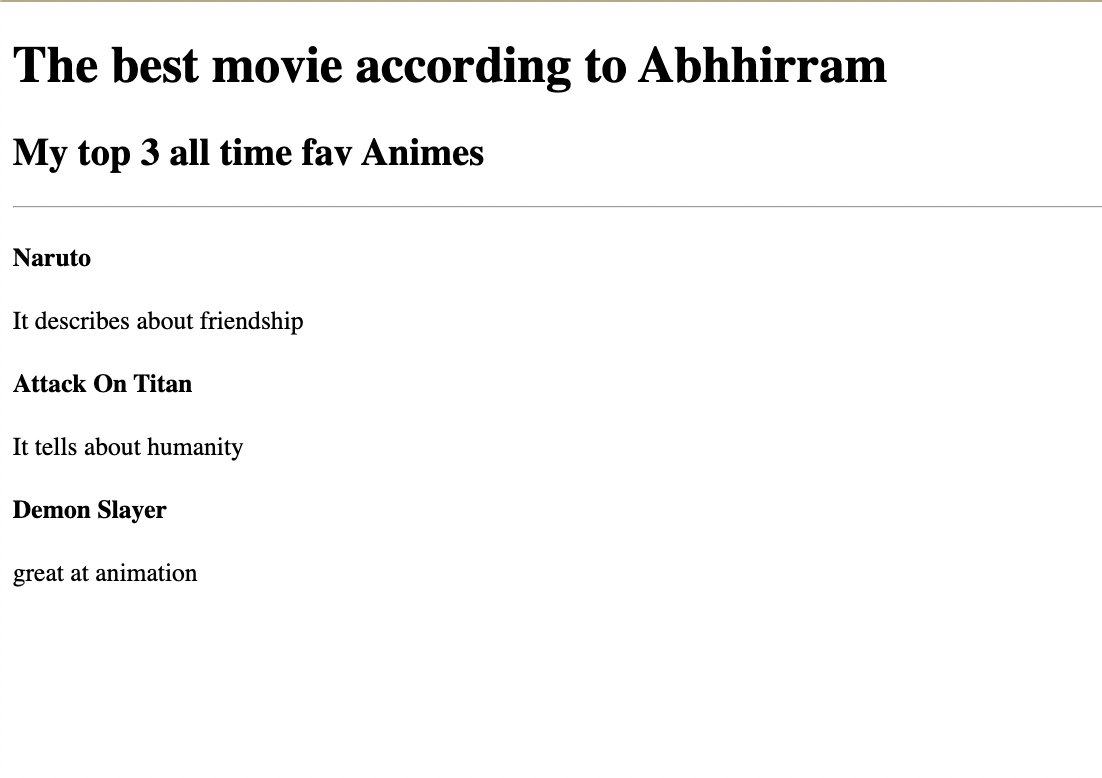 The best movie according to Abhhirram
My top 3 all time fav Animes
Naruto
It describes about friendship
Attack On Titan
It tells about humanity
Demon Slayer
great at animation